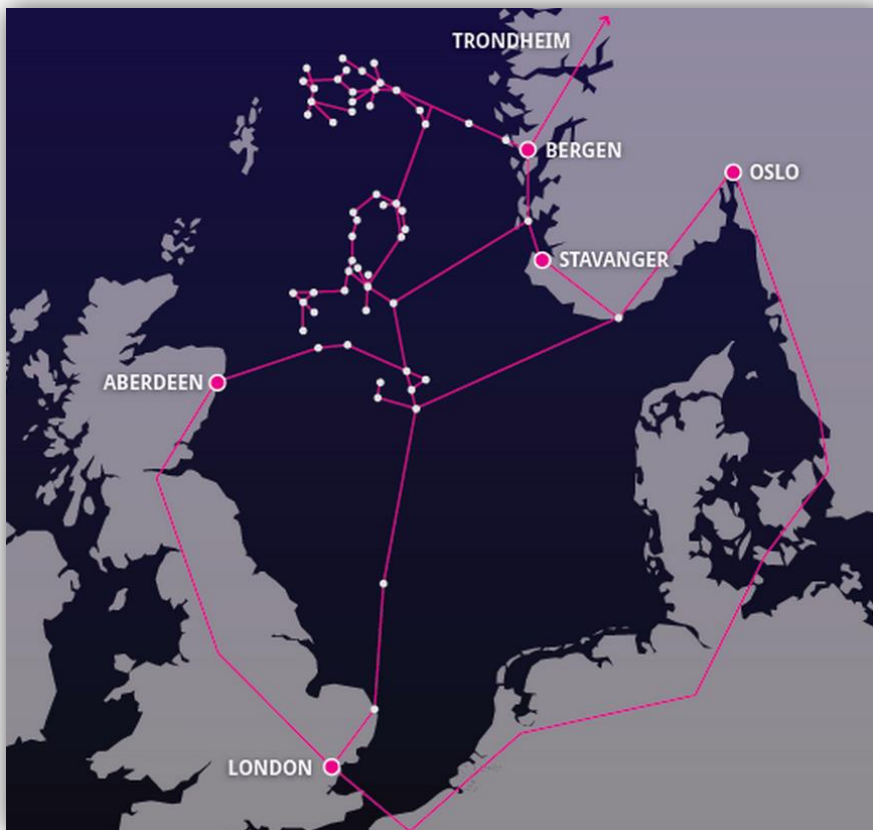 TRONDHEIM
BERGEN
OSLO
STAVANGER
ABERDEEN
LONDON